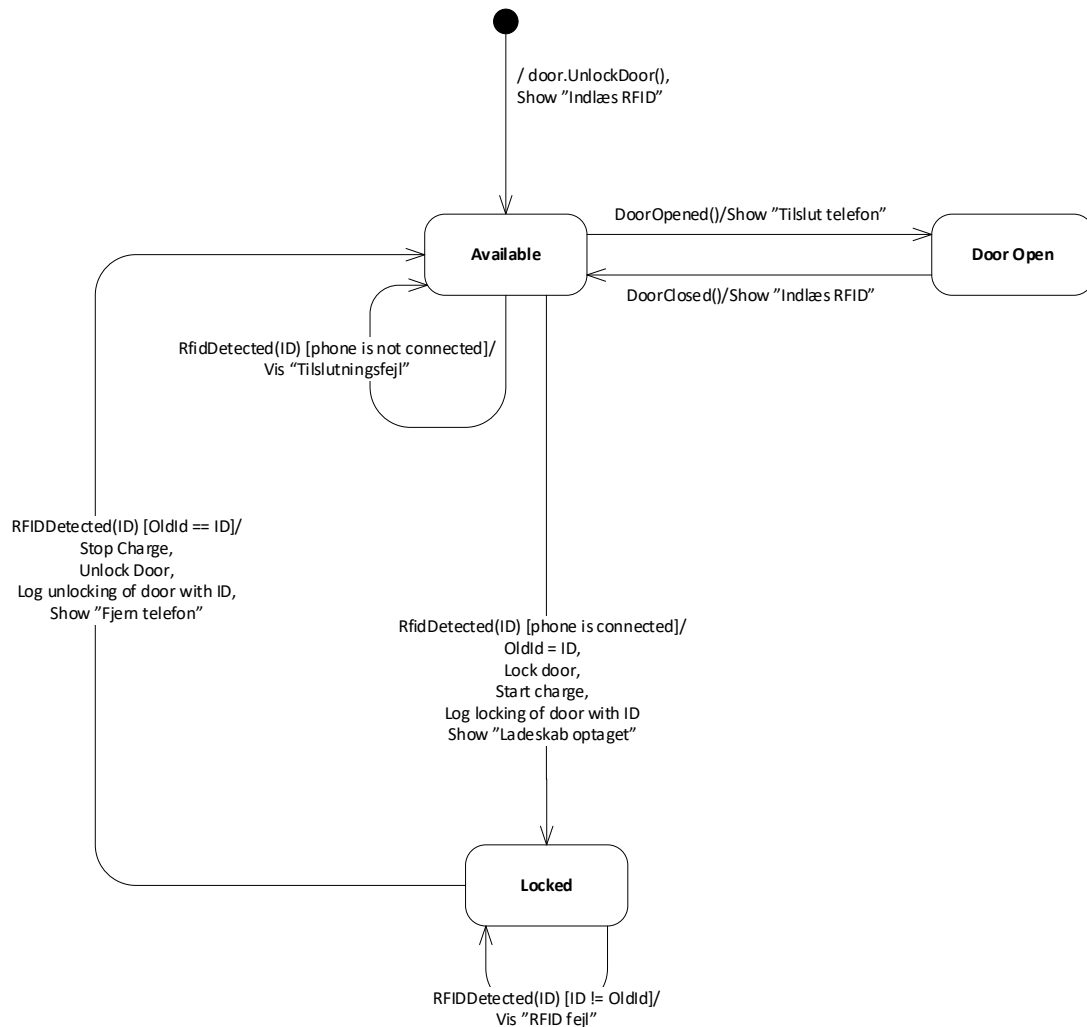 / door.UnlockDoor(),
Show ”Indlæs RFID”
DoorOpened()/Show ”Tilslut telefon”
Available
Door Open
DoorClosed()/Show ”Indlæs RFID”
RfidDetected(ID) [phone is not connected]/
Vis “Tilslutningsfejl”
RFIDDetected(ID) [OldId == ID]/
Stop Charge,
Unlock Door,
Log unlocking of door with ID,
Show ”Fjern telefon”
RfidDetected(ID) [phone is connected]/
OldId = ID,
Lock door,
Start charge,
Log locking of door with ID
Show ”Ladeskab optaget”
Locked
RFIDDetected(ID) [ID != OldId]/
Vis ”RFID fejl”